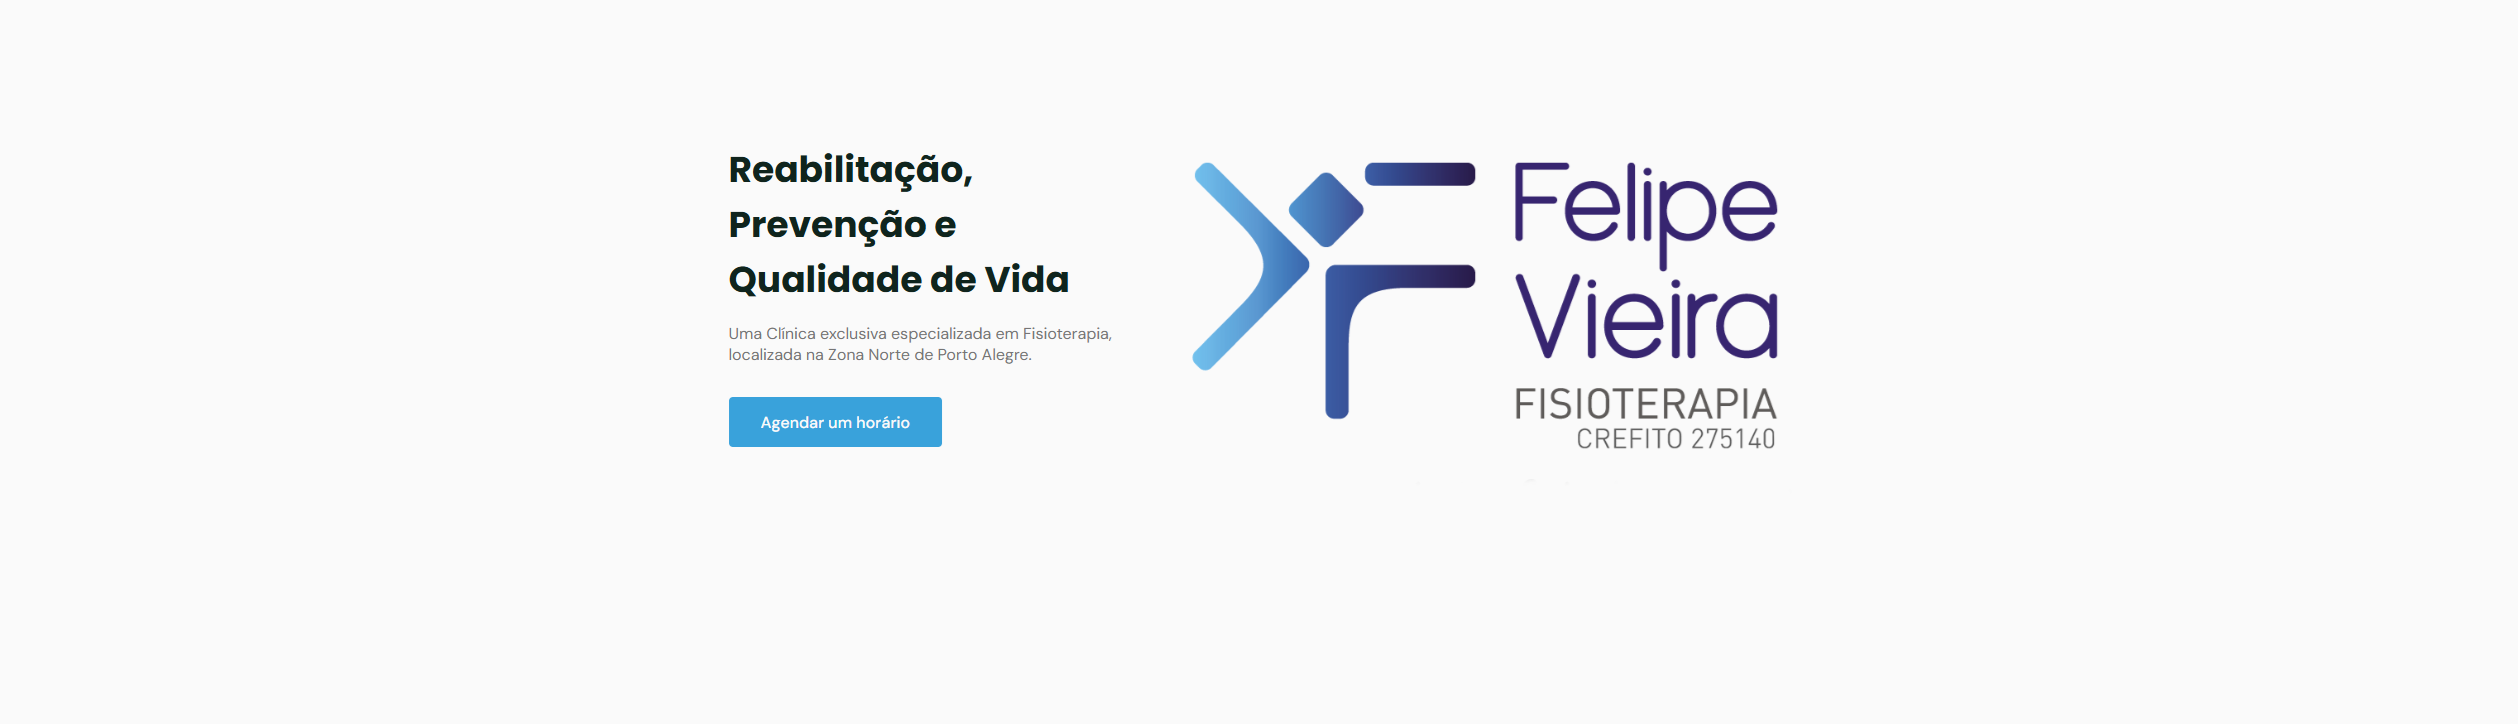 Reabilitação,
Prevenção e
Qualidade de Vida
Uma Clínica exclusiva especializada em Fisioterapia,
localizada na Zona Norte de Porto Alegre.
Agendar um horário
Felipe
Vieira
FISIOTERAPIA
CREFITO 275140